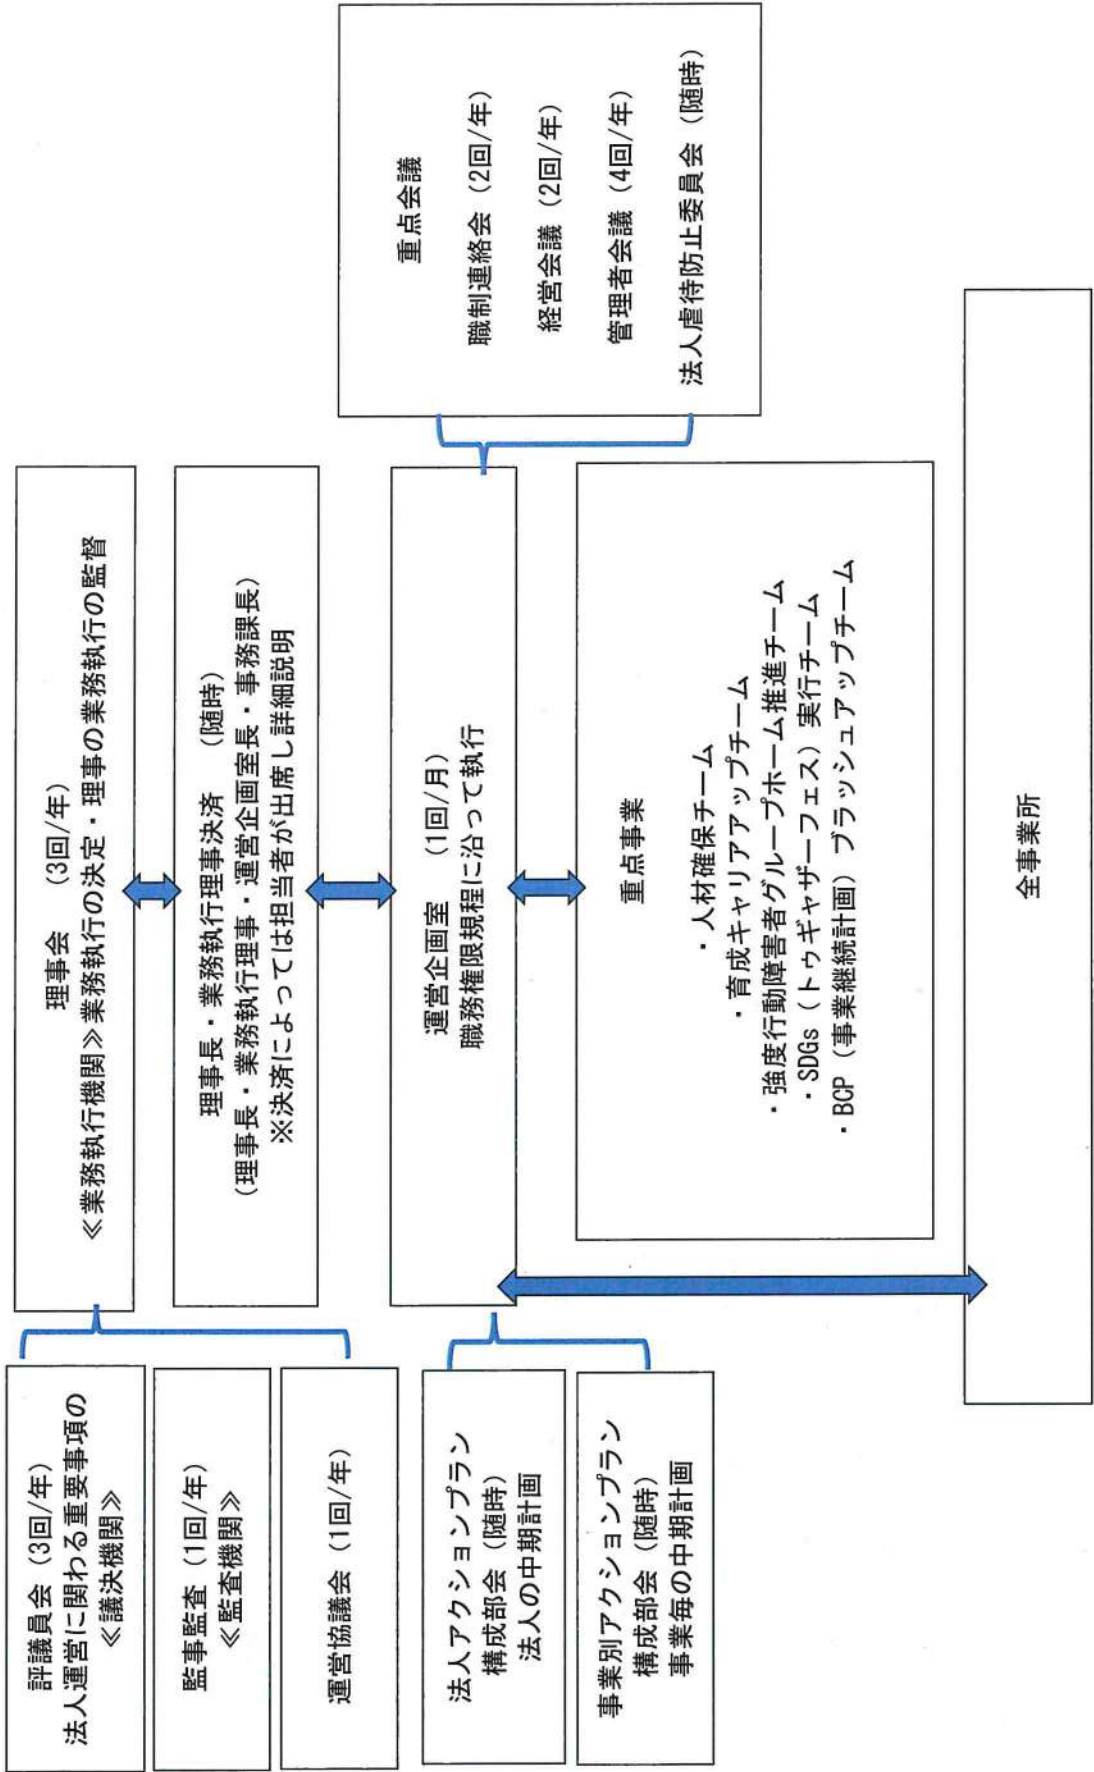 評議員会（3回/年）
法人運営に関わる重要事項の
≪議決機関≫
監事監査（1回/年）
≪監査機関≫
運営協議会（1回/年）
法人アクションプラン
構成部会（随時）
法人の中期計画
事業別アクションプラン
構成部会（随時）
事業毎の中期計画
理事会　（3回/年）
≪業務執行機関≫業務執行の決定・理事の業務執行の監督
理事長・業務執行理事決済　（随時）
（理事長・業務執行理事・運営企画室長・事務課長）
※決済によっては担当者が出席し詳細説明
運営企画室　（1回/月）
職務権限規程に沿って執行
重点事業
・人材確保チーム
・育成キャリアアップチーム
・強度行動障害者グループホーム推進チーム
・SDGs（トゥギャザーフェス）実行チーム
・BCP（事業継続計画）ブラッシュアップチーム
重点会議
職制連絡会（2回/年）
経営会議（2回/年）
管理者会議（4回/年）
法人虐待防止委員会（随時）
全事業所